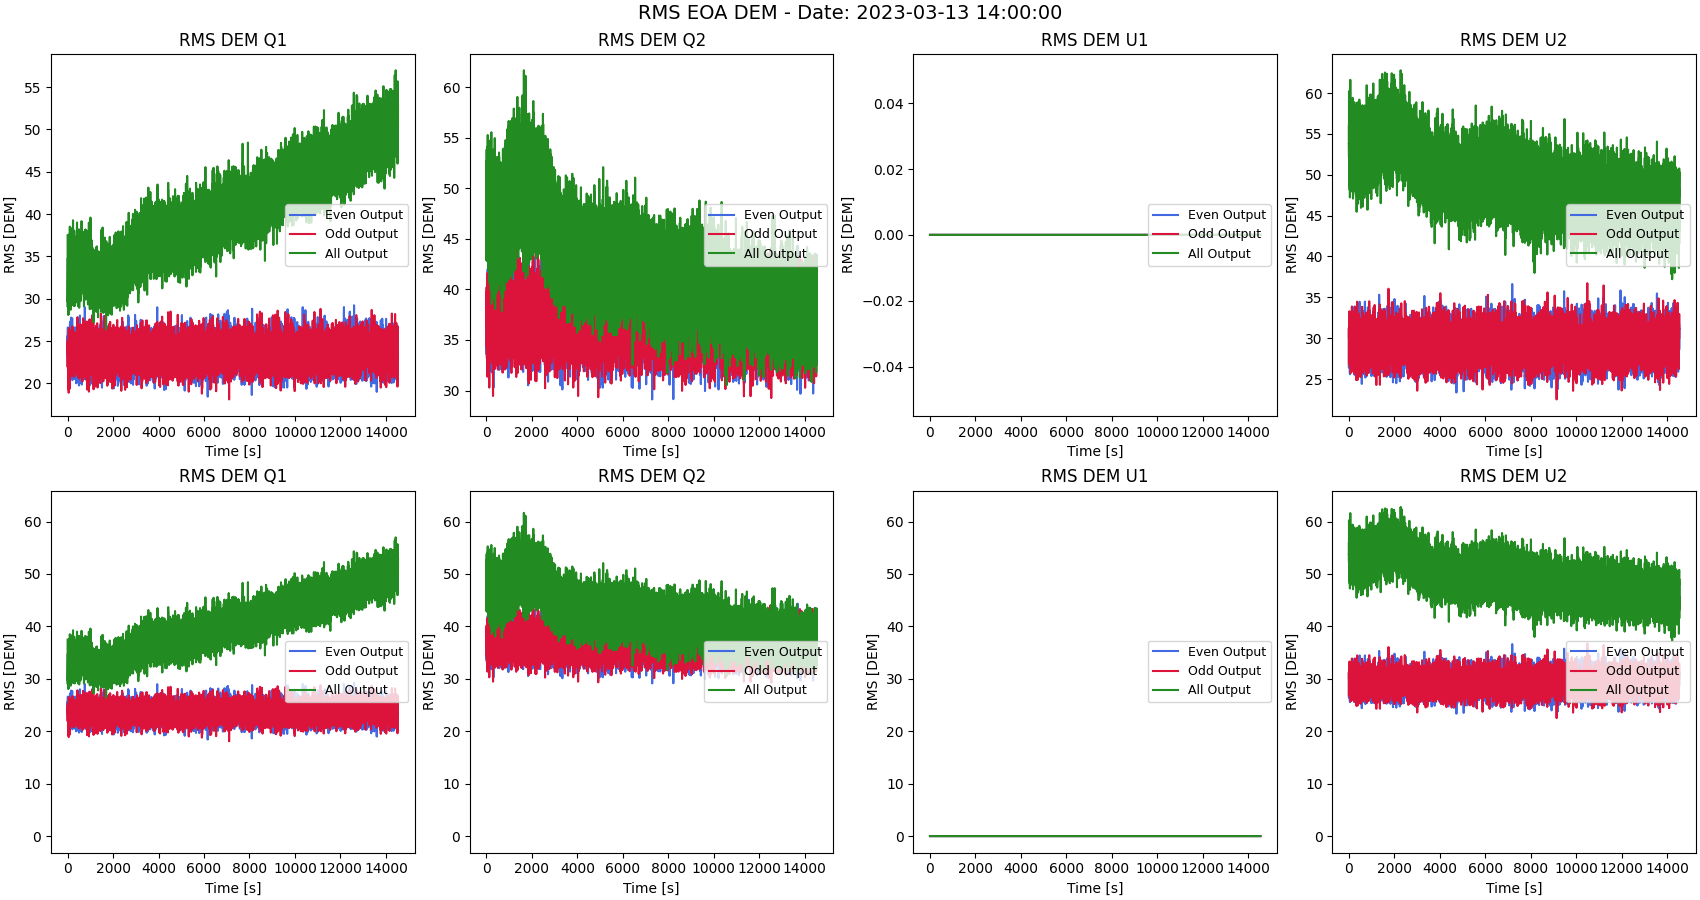 RMS EOA DEM - Date: 2023-03-13 14:00:00
RMS DEM Q1
RMS [DEM]
55
50
45
40
35
30
25
20
0 2000 4000 6000 8000 10000 12000 14000
Time [s]
Even Output
Odd Output
All Output
RMS DEM Q2
RMS [DEM]
60
55
50
45
40
35
30
0 2000 4000 6000 8000 10000 12000 14000
Time [s]
Even Output
Odd Output
All Output
RMS DEM U1
RMS [DEM]
0.04
0.02
0.00
−0.02
−0.04
0 2000 4000 6000 8000 10000 12000 14000
Time [s]
Even Output
Odd Output
All Output
RMS DEM U2
RMS [DEM]
60
55
50
45
40
35
30
25
0 2000 4000 6000 8000 10000 12000 14000
Time [s]
Even Output
Odd Output
All Output
RMS DEM Q1
RMS [DEM]
60
50
40
30
20
10
0
0 2000 4000 6000 8000 10000 12000 14000
Time [s]
Even Output
Odd Output
All Output
RMS DEM Q2
RMS [DEM]
60
50
40
30
20
10
0
0 2000 4000 6000 8000 10000 12000 14000
Time [s]
Even Output
Odd Output
All Output
RMS DEM U1
RMS [DEM]
60
50
40
30
20
10
0
0 2000 4000 6000 8000 10000 12000 14000
Time [s]
Even Output
Odd Output
All Output
RMS DEM U2
RMS [DEM]
60
50
40
30
20
10
0
0 2000 4000 6000 8000 10000 12000 14000
Time [s]
Even Output
Odd Output
All Output